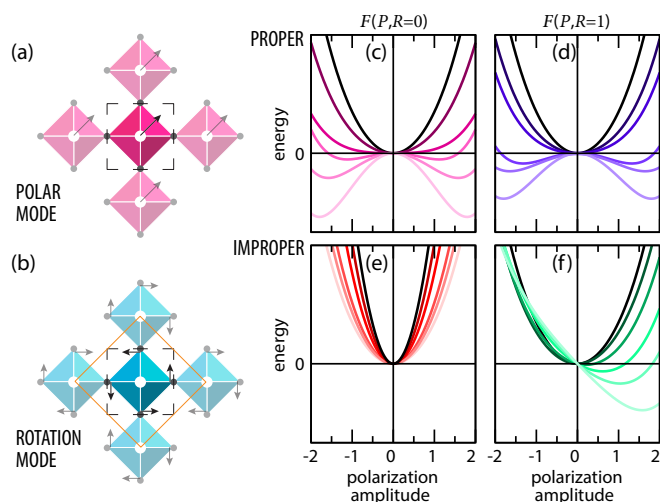 F(P,R=0)
F(P,R=1)
(a)
PROPER
(c)
(d)
energy
0
POLAR
MODE
(b)
IMPROPER
(e)
(f)
energy
0
ROTATION
MODE
-2 -1 0 1 2
-2 -1 0 1 2
polarization
amplitude
polarization
amplitude